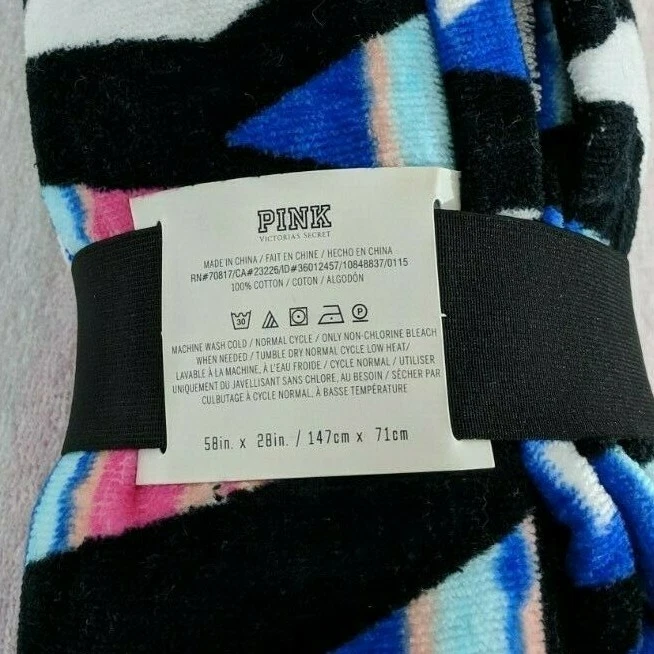 PINK
VICTORIA'S SECRET
MADE IN CHINA / FAIT EN CHINE / HECHO EN CHINA
RN#70817/CA#23225/ID#36012457/10848837/0115
100% COTTON / COTON / ALGODÓN
30 P
MACHINE WASH COLD / NORMAL CYCLE / ONLY NON-CHLORINE BLEACH
WHEN NEEDED / TUMBLE DRY NORMAL CYCLE LOW HEAT/
LAVABLE À LA MACHINE, À L'EAU FROIDE / CYCLE NORMAL / UTILISER
UNIQUEMENT DU JAVELLISANT SANS CHLORE, AU BESOIN / SÉCHER PAR
CULBUTAGE À CYCLE NORMAL, À BASSE TEMPÉRATURE
58in. x 28in. / 147cm x 71cm